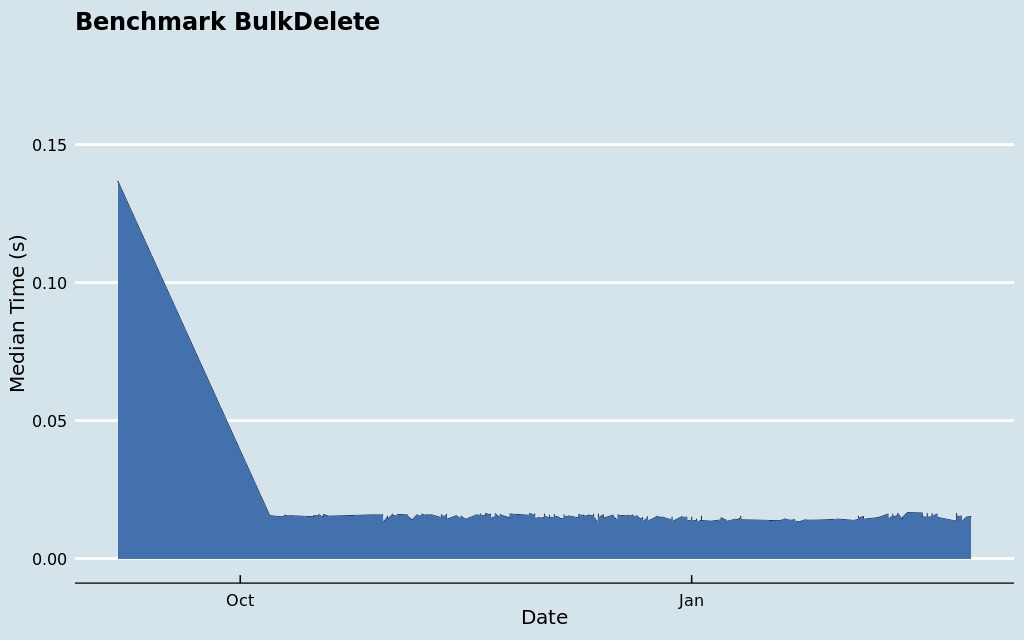 Benchmark BulkDelete
Median Time (s)
0.15
0.10
0.05
0.00
Oct
Jan
Date